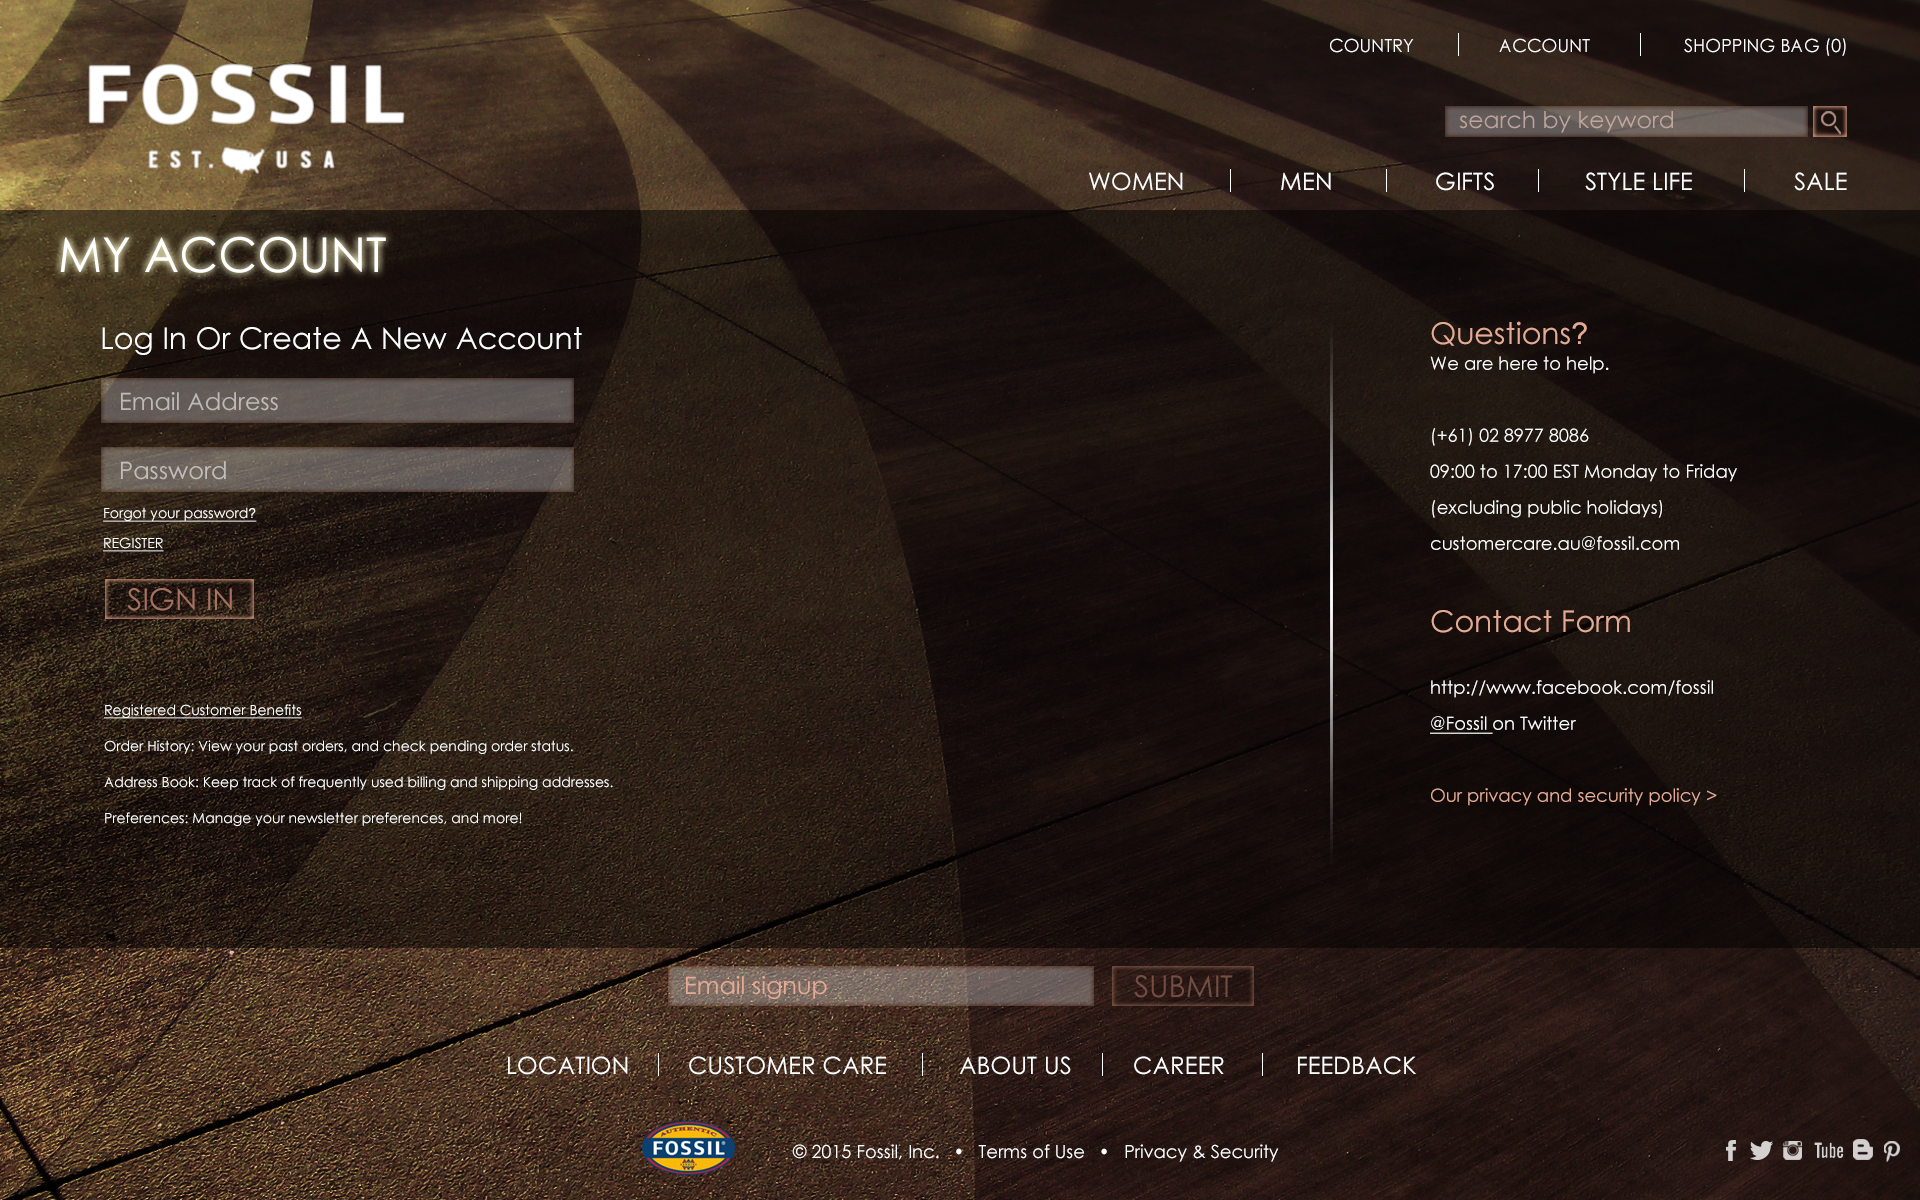 COUNTRY
ACCOUNT
SHOPPING BAG (0)
FOSSIL
EST. USA
search by keyword
WOMEN
MEN
GIFTS
STYLE LIFE
SALE
MY ACCOUNT
Log In Or Create A New Account
Email Address
Password
Forgot your password?
REGISTER
SIGN IN
Registered Customer Benefits
Order History: View your past orders, and check pending order status.
Address Book: Keep track of frequently used billing and shipping addresses.
Preferences: Manage your newsletter preferences, and more!
Questions?
We are here to help.
(+61) 02 8977 8086
09:00 to 17:00 EST Monday to Friday
(excluding public holidays)
customercare.au@fossil.com
Contact Form
http://www.facebook.com/fossil
@Fossil on Twitter
Our privacy and security policy >
Email signup
SUBMIT
LOCATION
CUSTOMER CARE
ABOUT US
CAREER
FEEDBACK
AUTHENTIC
FOSSIL
© 2015 Fossil, Inc. • Terms of Use • Privacy & Security
Tube